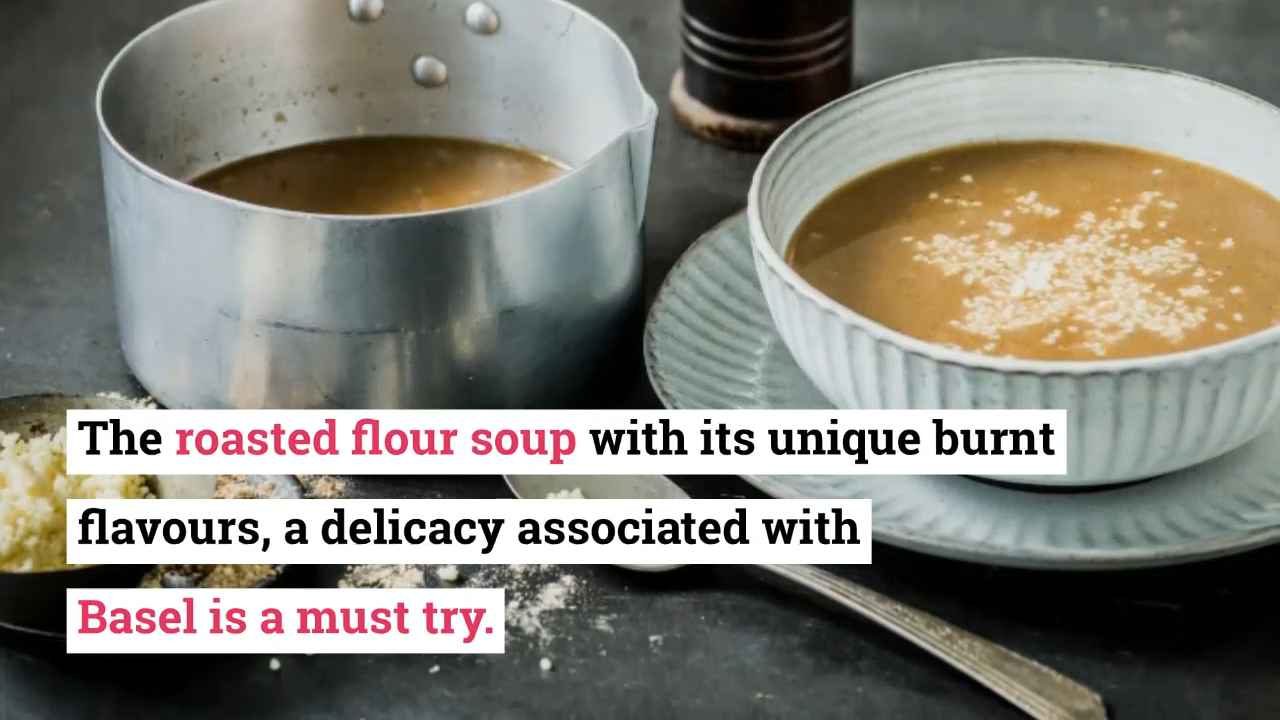 The roasted flour soup with its unique burnt
flavours, a delicacy associated with
Basel is a must try.